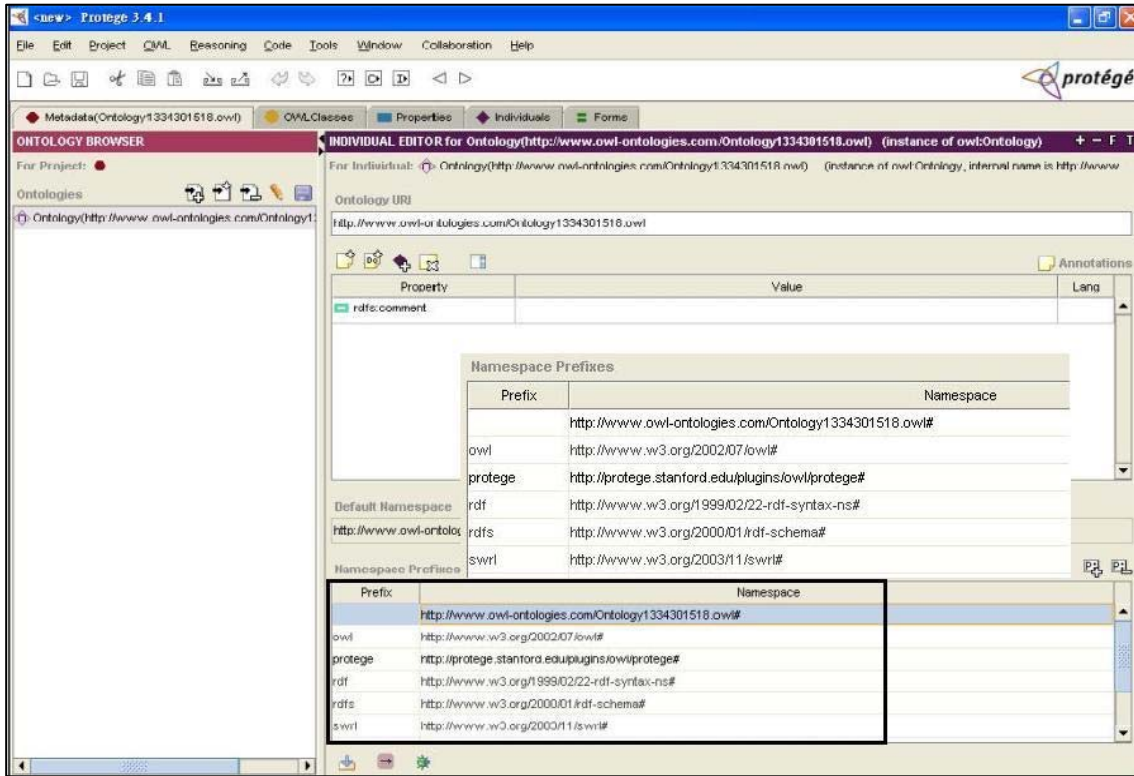 <new> Protégé 3.4.1
File Edit Project OWL Reasoning Code Tools Window Collaboration Help
protégé
Metadata(Ontology1334301518.owl) OWLClasses Properties Individuals Forms
ONTOLOGY BROWSER
For Project:
Ontologies
Ontology(http://www.owl-ontologies.com/Ontology1
INDIVIDUAL EDITOR for Ontology(http://www.owl-ontologies.com/Ontology1334301518.owl) (instance of owl:Ontology) + − F T
For Individual: Ontology(http://www.owl-ontologies.com/Ontology1334301518.owl) (instance of owl:Ontology, internal name is http://www
Ontology URI
http://www.owl-ontologies.com/Ontology1334301518.owl
Annotations
Property Value Lang
rdfs:comment
Namespace Prefixes
Prefix Namespace
http://www.owl-ontologies.com/Ontology1334301518.owl#
owl http://www.w3.org/2002/07/owl#
protege http://protege.stanford.edu/plugins/owl/protege#
rdf http://www.w3.org/1999/02/22-rdf-syntax-ns#
rdfs http://www.w3.org/2000/01/rdf-schema#
swrl http://www.w3.org/2003/11/swrl#
Default Namespace
http://www.owl-ontolog
Namespace Prefixes
Prefix Namespace
http://www.owl-ontologies.com/Ontology1334301518.owl#
owl http://www.w3.org/2002/07/owl#
protege http://protege.stanford.edu/plugins/owl/protege#
rdf http://www.w3.org/1999/02/22-rdf-syntax-ns#
rdfs http://www.w3.org/2000/01/rdf-schema#
swrl http://www.w3.org/2003/11/swrl#